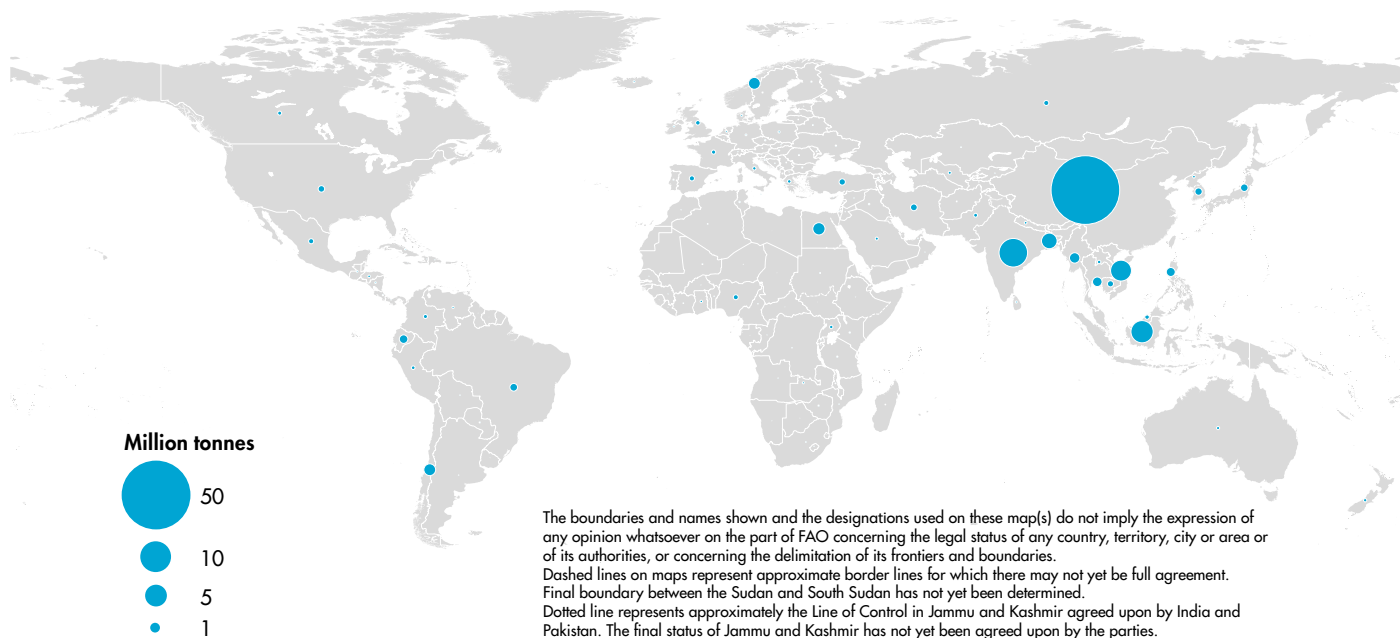 Million tonnes
50
10
5
1
The boundaries and names shown and the designations used on these map(s) do not imply the expression of
any opinion whatsoever on the part of FAO concerning the legal status of any country, territory, city or area or
of its authorities, or concerning the delimitation of its frontiers and boundaries.
Dashed lines on maps represent approximate border lines for which there may not yet be full agreement.
Final boundary between the Sudan and South Sudan has not yet been determined.
Dotted line represents approximately the Line of Control in Jammu and Kashmir agreed upon by India and
Pakistan. The final status of Jammu and Kashmir has not yet been agreed upon by the parties.